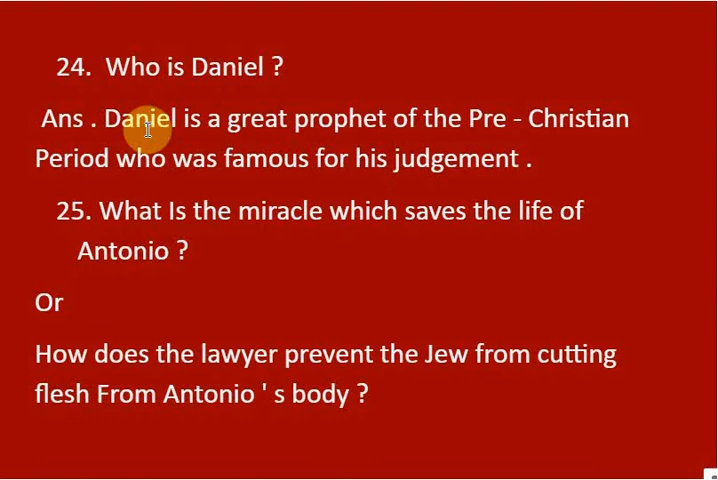 24. Who is Daniel ?
Ans . Daniel is a great prophet of the Pre - Christian
Period who was famous for his judgement .
25. What Is the miracle which saves the life of
Antonio ?
Or
How does the lawyer prevent the Jew from cutting
flesh From Antonio ' s body ?